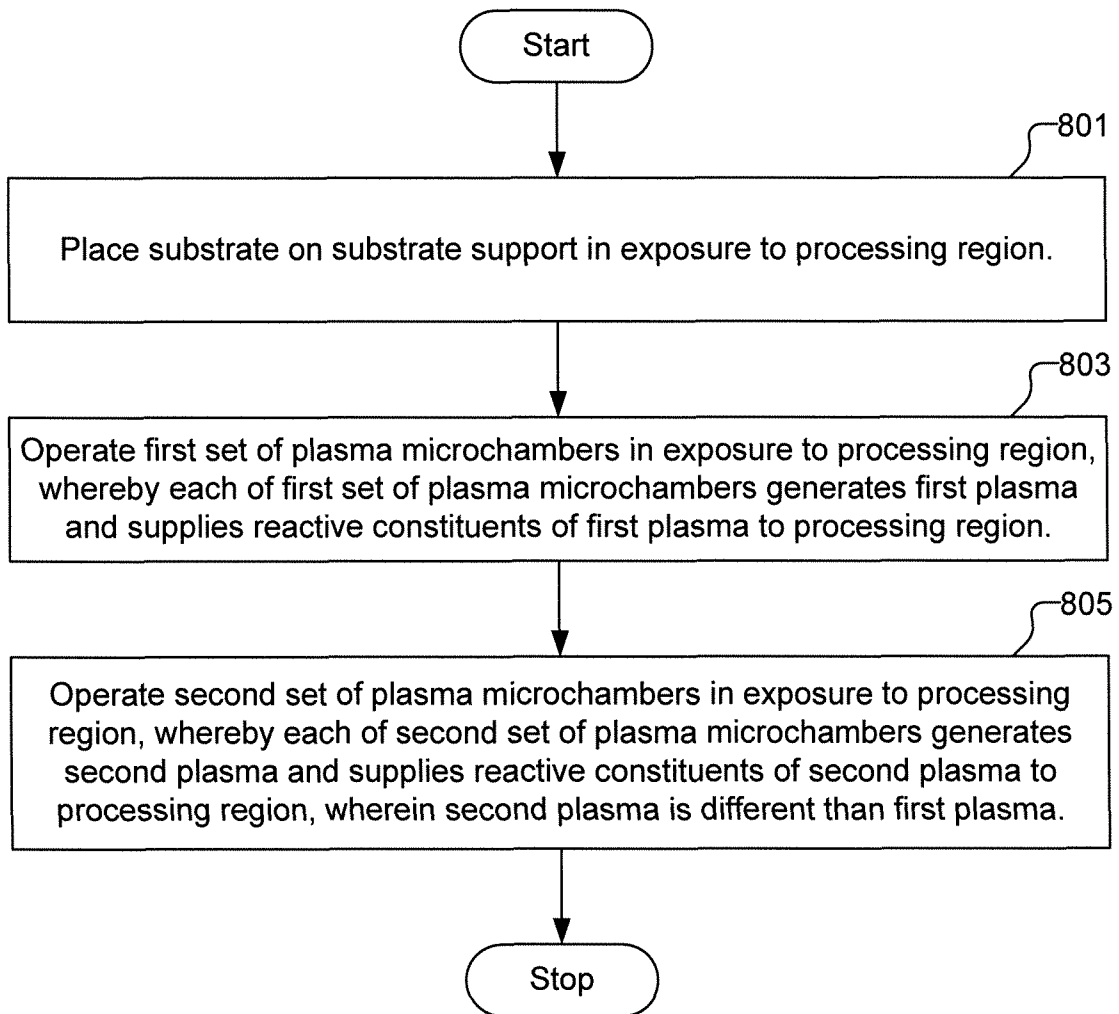 Start
801
Place substrate on substrate support in exposure to processing region.
803
Operate first set of plasma microchambers in exposure to processing region,
whereby each of first set of plasma microchambers generates first plasma
and supplies reactive constituents of first plasma to processing region.
805
Operate second set of plasma microchambers in exposure to processing
region, whereby each of second set of plasma microchambers generates
second plasma and supplies reactive constituents of second plasma to
processing region, wherein second plasma is different than first plasma.
Stop